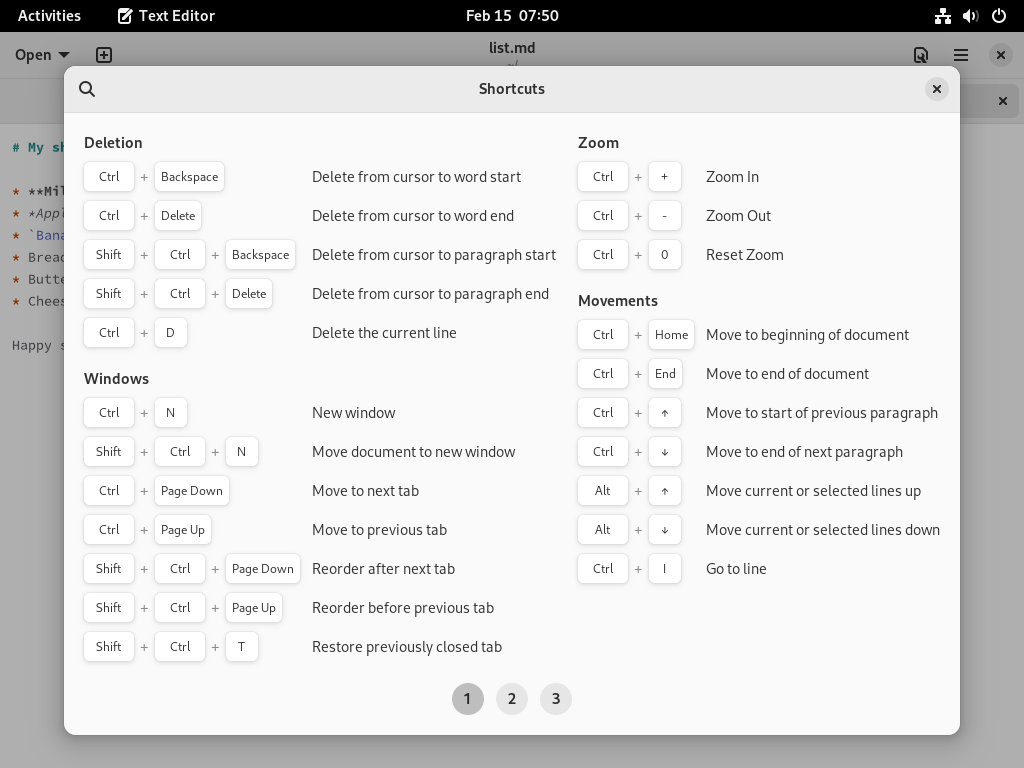 Activities Text Editor Feb 15 07:50
Open list.md
Shortcuts
# My
* **Mil
* *Appl
* `Bana
* Bread
* Butte
* Chees
Happy
Deletion
Ctrl + Backspace Delete from cursor to word start
Ctrl + Delete Delete from cursor to word end
Shift + Ctrl + Backspace Delete from cursor to paragraph start
Shift + Ctrl + Delete Delete from cursor to paragraph end
Ctrl + D Delete the current line
Windows
Ctrl + N New window
Shift + Ctrl + N Move document to new window
Ctrl + Page Down Move to next tab
Ctrl + Page Up Move to previous tab
Shift + Ctrl + Page Down Reorder after next tab
Shift + Ctrl + Page Up Reorder before previous tab
Shift + Ctrl + T Restore previously closed tab
Zoom
Ctrl + + Zoom In
Ctrl + - Zoom Out
Ctrl + 0 Reset Zoom
Movements
Ctrl + Home Move to beginning of document
Ctrl + End Move to end of document
Ctrl + ↑ Move to start of previous paragraph
Ctrl + ↓ Move to end of next paragraph
Alt + ↑ Move current or selected lines up
Alt + ↓ Move current or selected lines down
Ctrl + I Go to line
1 2 3